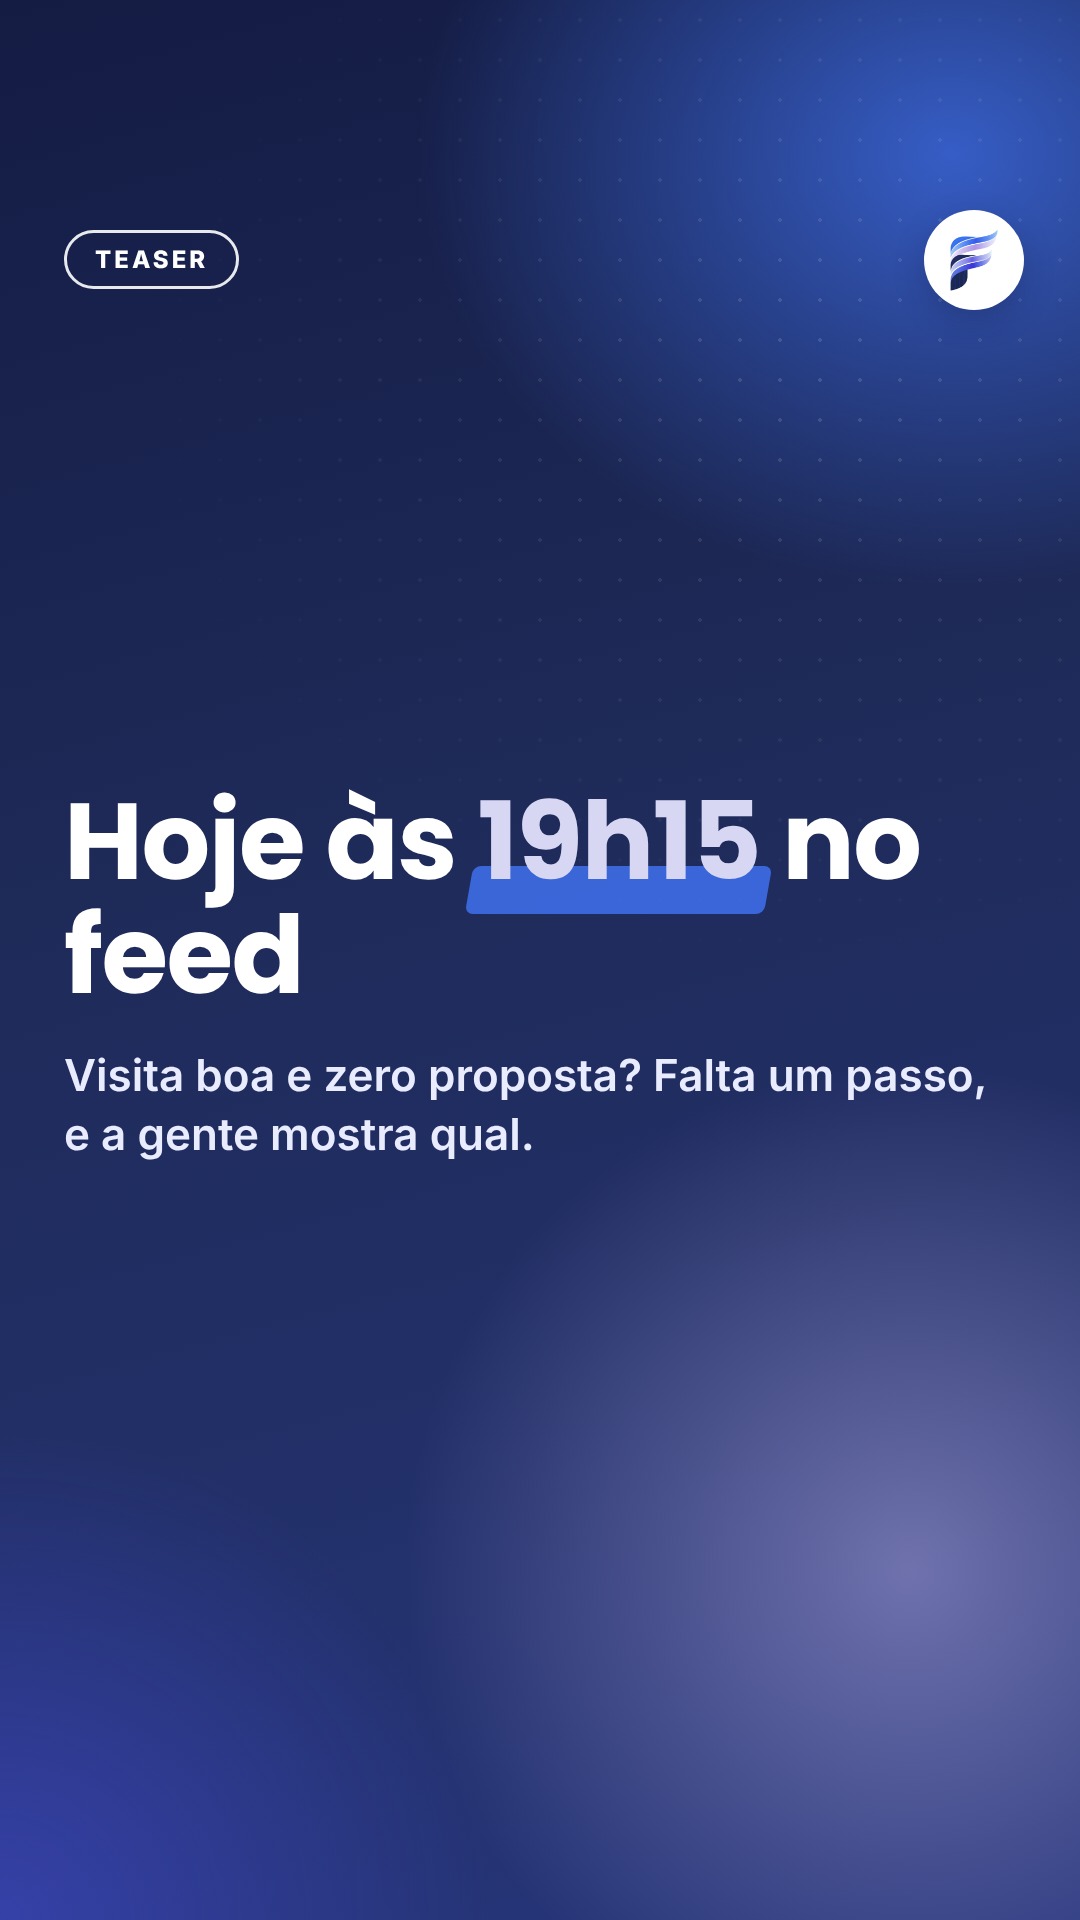 TEASER
Hoje às 19h15 no
feed
Visita boa e zero proposta? Falta um passo,
e a gente mostra qual.